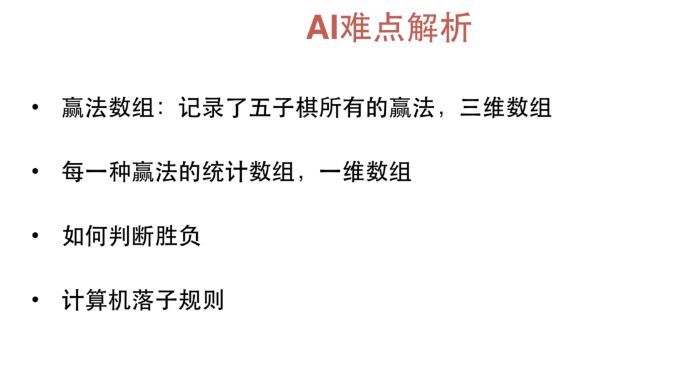 AI难点解析
• 赢法数组：记录了五子棋所有的赢法，三维数组
• 每一种赢法的统计数组，一维数组
• 如何判断胜负
• 计算机落子规则